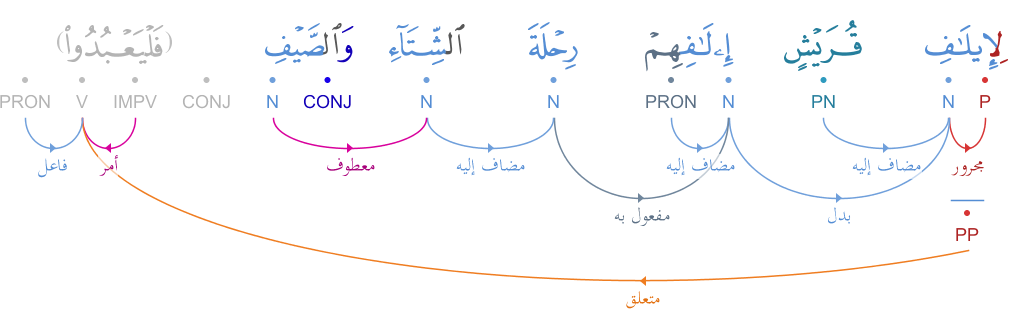 لِإِيلَـٰفِ قُرَيْشٍ إِۦلَـٰفِهِمْ رِحْلَةَ ٱلشِّتَآءِ وَٱلصَّيْفِ (فَلْيَعْبُدُوا۟)
P N PN N PRON N N CONJ N CONJ IMPV V PRON
مجرور مضاف إليه مضاف إليه مضاف إليه معطوف أمر فاعل
بدل مفعول به
PP
متعلق